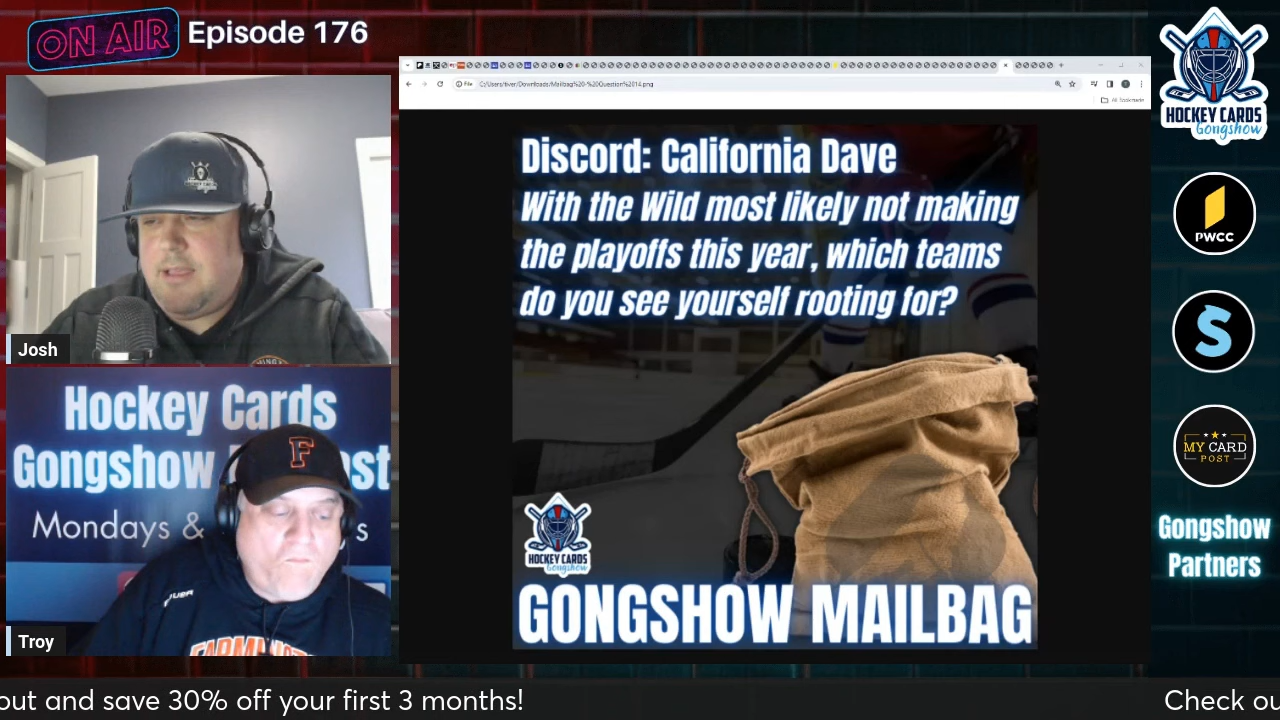 ON AIR
Episode 176
HOCKEY CARDS
Gongshow
PWCC
S
MY CARD
POST
Gongshow
Partners
File
All Bookmarks
Discord: California Dave
With the Wild most likely not making
the playoffs this year, which teams
do you see yourself rooting for?
HOCKEY CARDS
Gongshow
GONGSHOW MAILBAG
Josh
Hockey Cards
Gongshow
Mondays &
F
Troy
out and save 30% off your first 3 months!
Check ou